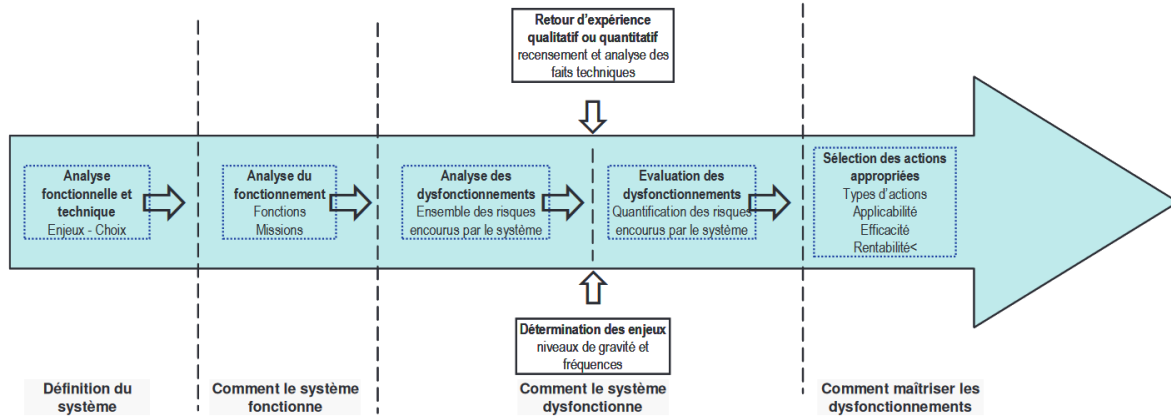 Retour d'expérience
qualitatif ou quantitatif
recensement et analyse des
faits techniques
Analyse
fonctionnelle et
technique
Enjeux - Choix
Analyse du
fonctionnement
Fonctions
Missions
Analyse des
dysfonctionnements
Ensemble des risques
encourus par le système
Evaluation des
dysfonctionnements
Quantification des risques
encourus par le système
Sélection des actions
appropriées
Types d'actions
Applicabilité
Efficacité
Rentabilité<
Détermination des enjeux
niveaux de gravité et
fréquences
Définition du
système
Comment le système
fonctionne
Comment le système
dysfonctionne
Comment maîtriser les
dysfonctionnements